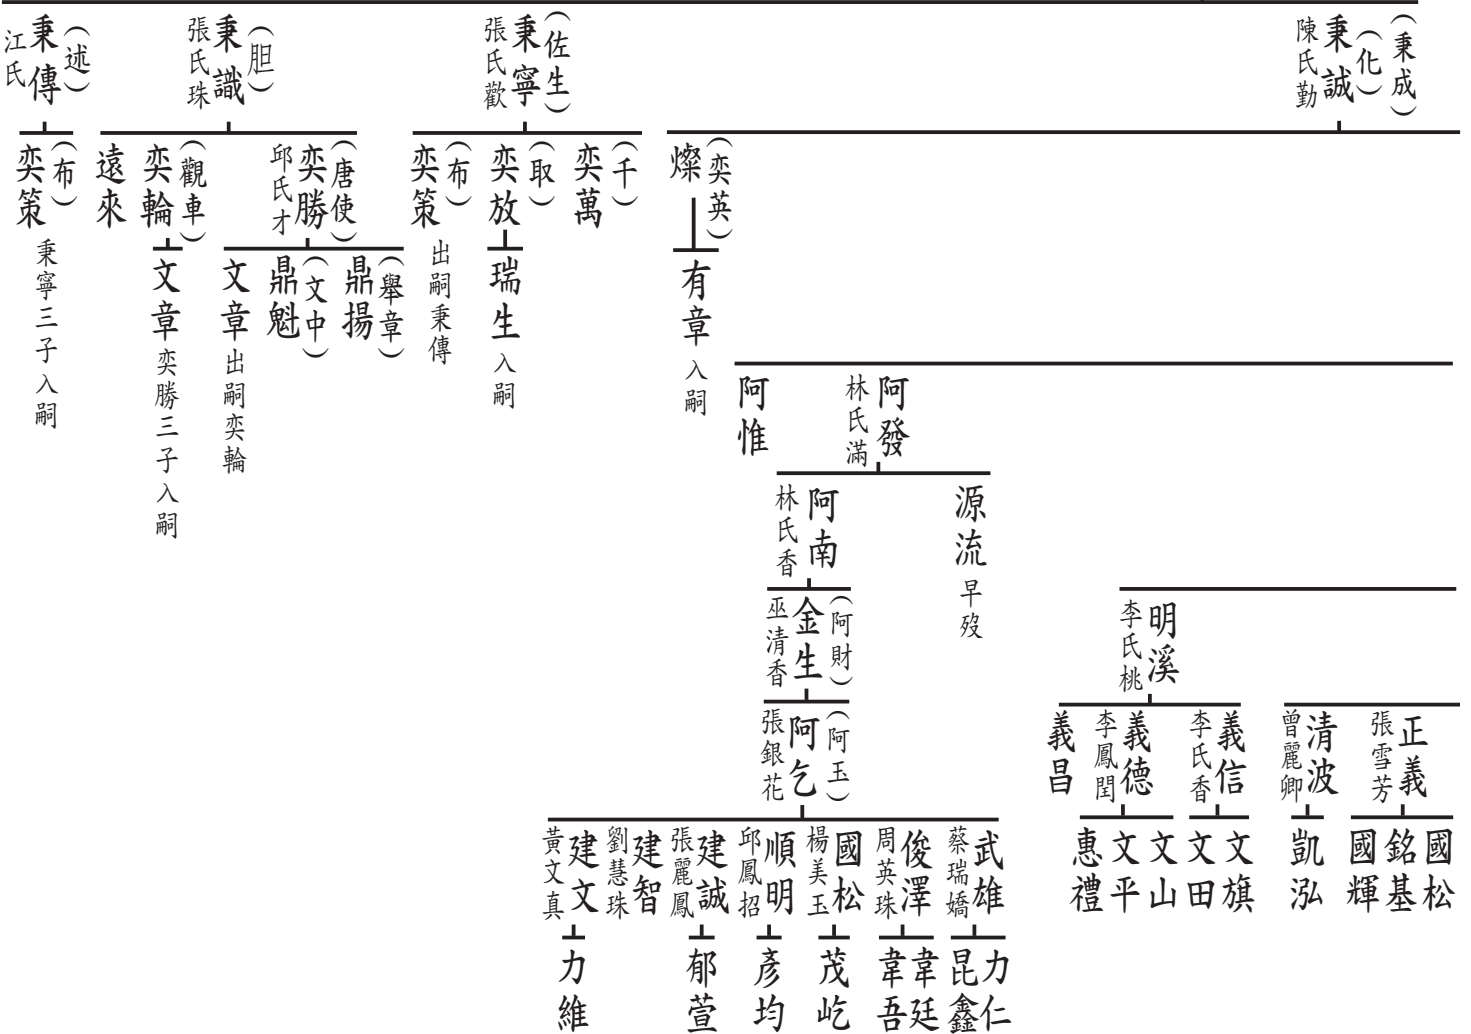 （秉成）
（化）
秉誠
陳氏勤
（佐生）
秉寧
張氏歡
（胆）
秉識
張氏珠
（述）
秉傳
江氏
（奕英）
燦
（千）
奕萬
（取）
奕放
（布）
奕策
出嗣秉傳
（唐使）
奕勝
邱氏才
（觀車）
奕輪
遠來
（布）
奕策
秉寧三子入嗣
有章
入嗣
瑞生
入嗣
（舉章）
鼎揚
（文中）
鼎魁
文章
出嗣奕輪
文章
奕勝三子入嗣
阿發
林氏滿
阿惟
源流
早歿
阿南
林氏香
明溪
李氏桃
（阿財）
金生
巫清香
正義
張雪芳
清波
曾麗卿
義信
李氏香
義德
李鳳閏
義昌
（阿玉）
阿乞
張銀花
國松
銘基
國輝
凱泓
文旗
文田
文山
文平
惠禮
武雄
蔡瑞嬌
俊澤
周英珠
國松
楊美玉
順明
邱鳳招
建誠
張麗鳳
建智
劉慧珠
建文
黃文真
力仁
昆鑫
韋廷
韋吾
茂屹
彥均
郁萱
力維